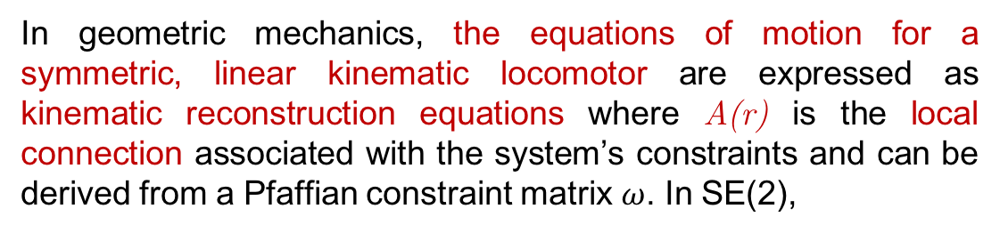 In geometric mechanics, the equations of motion for a
symmetric, linear kinematic locomotor are expressed as
kinematic reconstruction equations where A(r) is the local
connection associated with the system’s constraints and can be
derived from a Pfaffian constraint matrix ω. In SE(2),